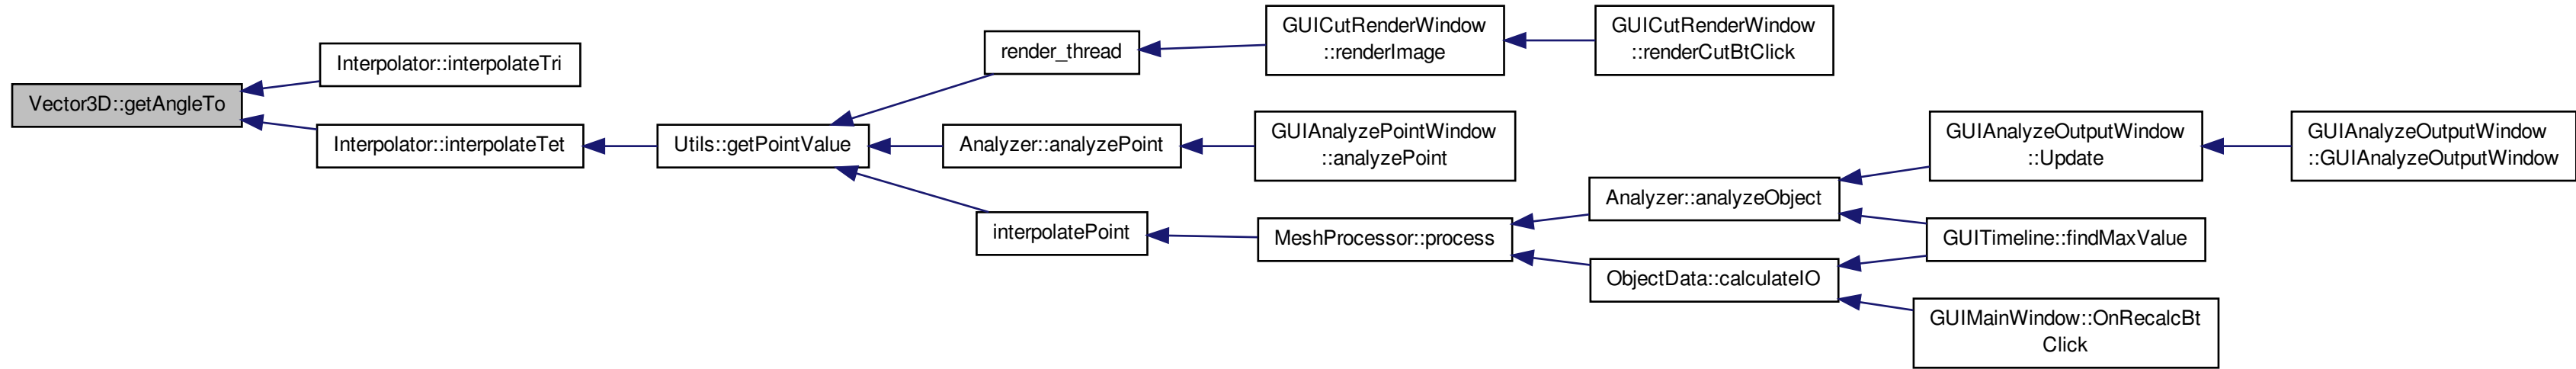 Vector3D::getAngleTo
Interpolator::interpolateTri
Interpolator::interpolateTet
Utils::getPointValue
render_thread
GUICutRenderWindow
::renderImage
GUICutRenderWindow
::renderCutBtClick
Analyzer::analyzePoint
GUIAnalyzePointWindow
::analyzePoint
interpolatePoint
MeshProcessor::process
Analyzer::analyzeObject
GUIAnalyzeOutputWindow
::Update
GUIAnalyzeOutputWindow
::GUIAnalyzeOutputWindow
GUITimeline::findMaxValue
ObjectData::calculateIO
GUIMainWindow::OnRecalcBt
Click